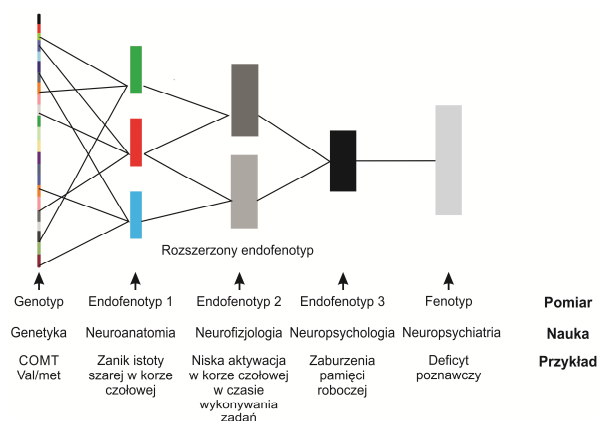 Rozszerzony endofenotyp
Genotyp Endofenotyp 1 Endofenotyp 2 Endofenotyp 3 Fenotyp Pomiar
Genetyka Neuroanatomia Neurofizjologia Neuropsychologia Neuropsychiatria Nauka
COMT Zanik istoty Niska aktywacja Zaburzenia Deficyt Przykład
Val/met szarej w korze w korze czołowej pamięci poznawczy
czołowej w czasie roboczej
wykonywania
zadań